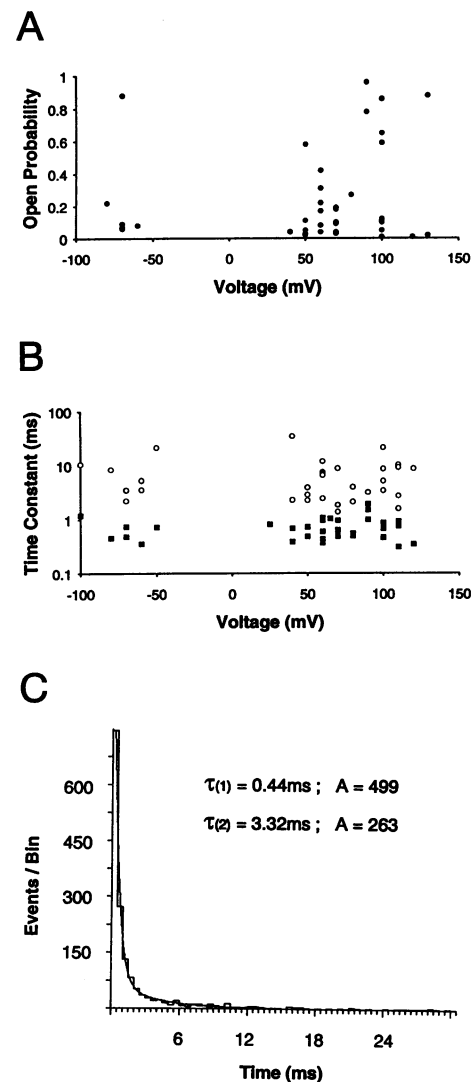 A
Open Probability
1
0.8
0.6
0.4
0.2
0
-100 -50 0 50 100 150
Voltage (mV)
B
Time Constant (ms)
100
10
1
0.1
-100 -50 0 50 100 150
Voltage (mV)
C
Events / Bin
600
450
300
150
τ(1) = 0.44ms ; A = 499
τ(2) = 3.32ms ; A = 263
6 12 18 24
Time (ms)